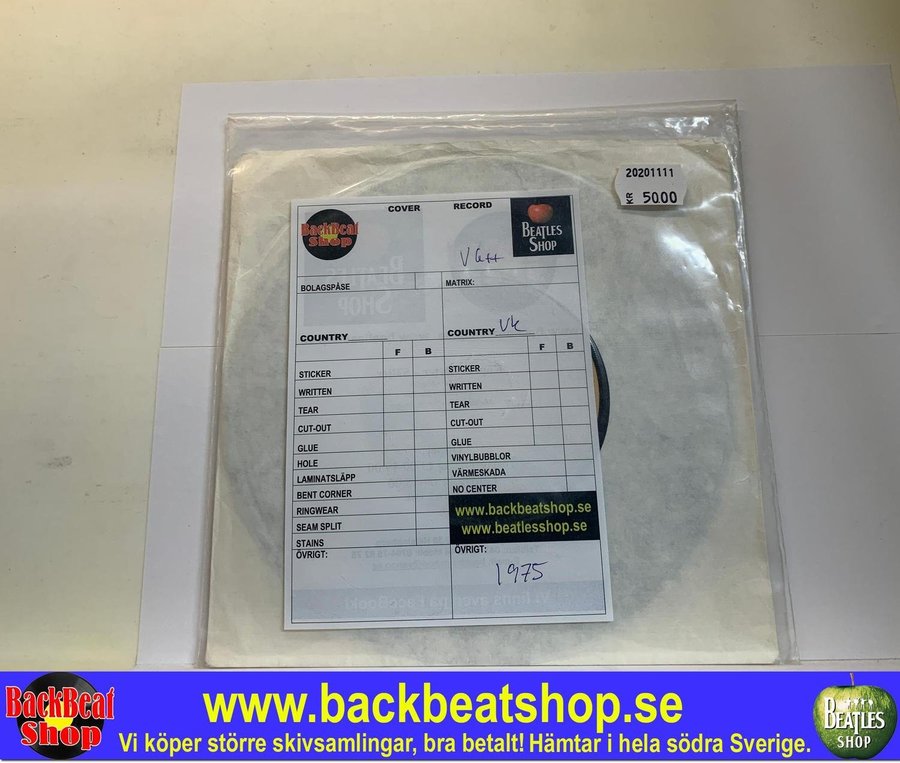 20201111
KR 50.00
COVER RECORD
BackBeat
Shop
BEATLES
SHOP
BOLAGSPÅSE MATRIX:
COUNTRY COUNTRY UK
F B F B
STICKER STICKER
WRITTEN WRITTEN
TEAR TEAR
CUT-OUT CUT-OUT
GLUE GLUE
HOLE VINYLBUBBLOR
LAMINATSLÄPP VÄRMESKADA
BENT CORNER NO CENTER
RINGWEAR
SEAM SPLIT
STAINS
www.backbeatshop.se
www.beatlesshop.se
ÖVRIGT: ÖVRIGT:
1975
BackBeat
Shop
www.backbeatshop.se
Vi köper större skivsamlingar, bra betalt! Hämtar i hela södra Sverige.
BEATLES
SHOP